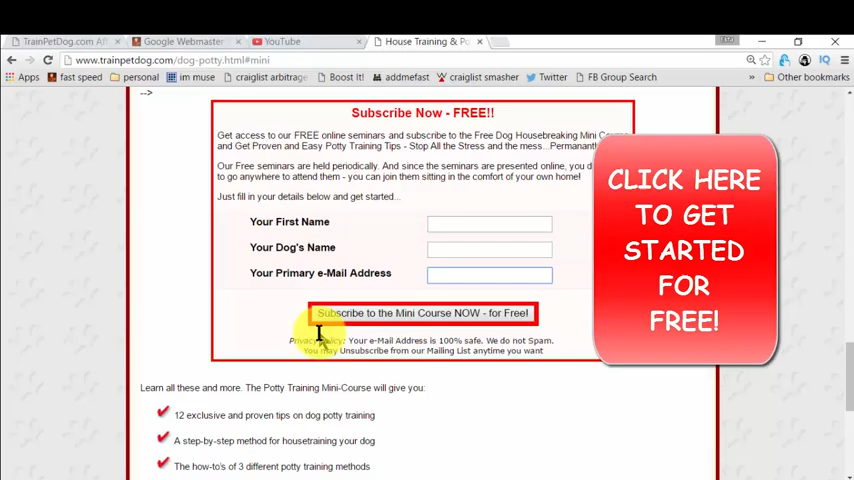 TrainPetDog.com Af
Google Webmaster
YouTube
House Training & Po
www.trainpetdog.com/dog-potty.html#mini
Apps
fast speed
personal
im muse
craiglist arbitrage
Boost It!
addmefast
craiglist smasher
Twitter
FB Group Search
»
Other bookmarks
-->
Subscribe Now - FREE!!
Get access to our FREE online seminars and subscribe to the Free Dog Housebreaking Mini
and Get Proven and Easy Potty Training Tips - Stop All the Stress and the mess...Permanantly
Our Free seminars are held periodically. And since the seminars are presented online, you
to go anywhere to attend them - you can join them sitting in the comfort of your own home!
Just fill in your details below and get started...
Your First Name
Your Dog's Name
Your Primary e-Mail Address
Subscribe to the Mini Course NOW - for Free!
Privacy Policy: Your e-Mail Address is 100% safe. We do not Spam.
You may Unsubscribe from our Mailing List anytime you want
CLICK HERE
TO GET
STARTED
FOR
FREE!
Learn all these and more. The Potty Training Mini-Course will give you:
12 exclusive and proven tips on dog potty training
A step-by-step method for housetraining your dog
The how-to's of 3 different potty training methods